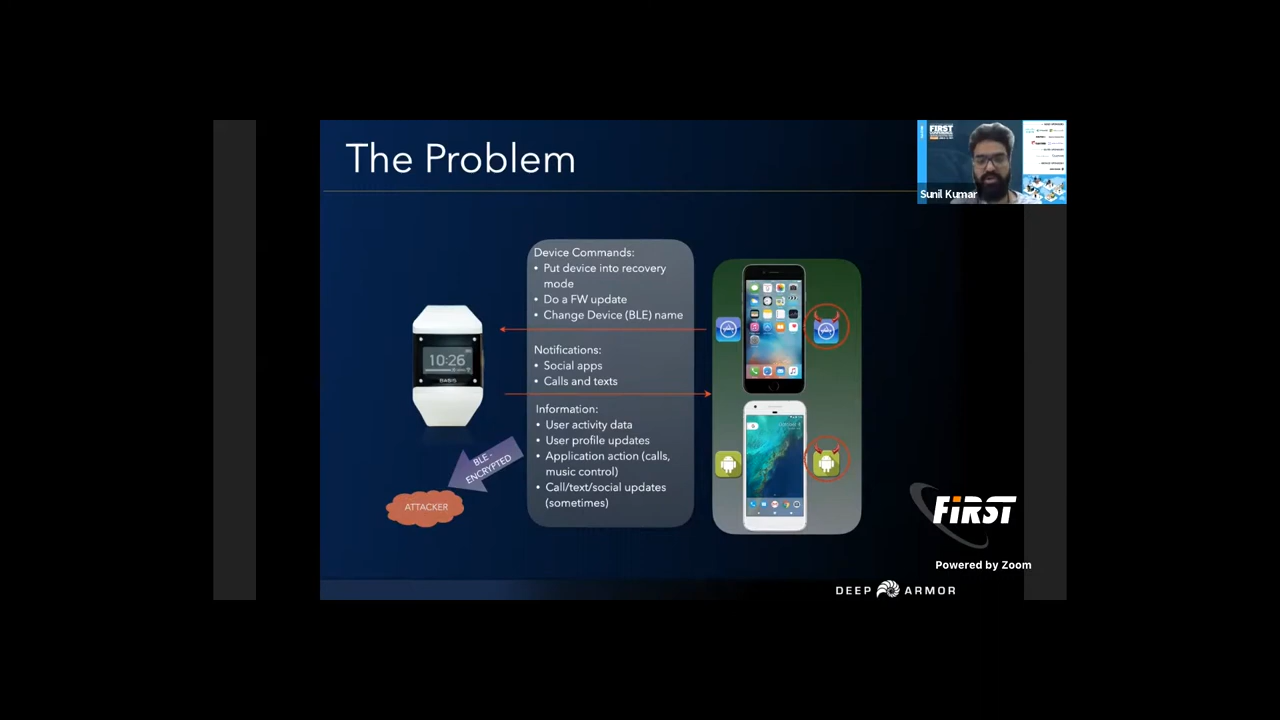 The Problem
FIRST
Sunil Kumar
Device Commands:
• Put device into recovery
mode
• Do a FW update
• Change Device (BLE) name
Notifications:
• Social apps
• Calls and texts
Information:
• User activity data
• User profile updates
• Application action (calls,
music control)
• Call/text/social updates
(sometimes)
10:26
BASIS
BLE -
ENCRYPTED
ATTACKER
FiRST
Powered by Zoom
DEEP ARMOR